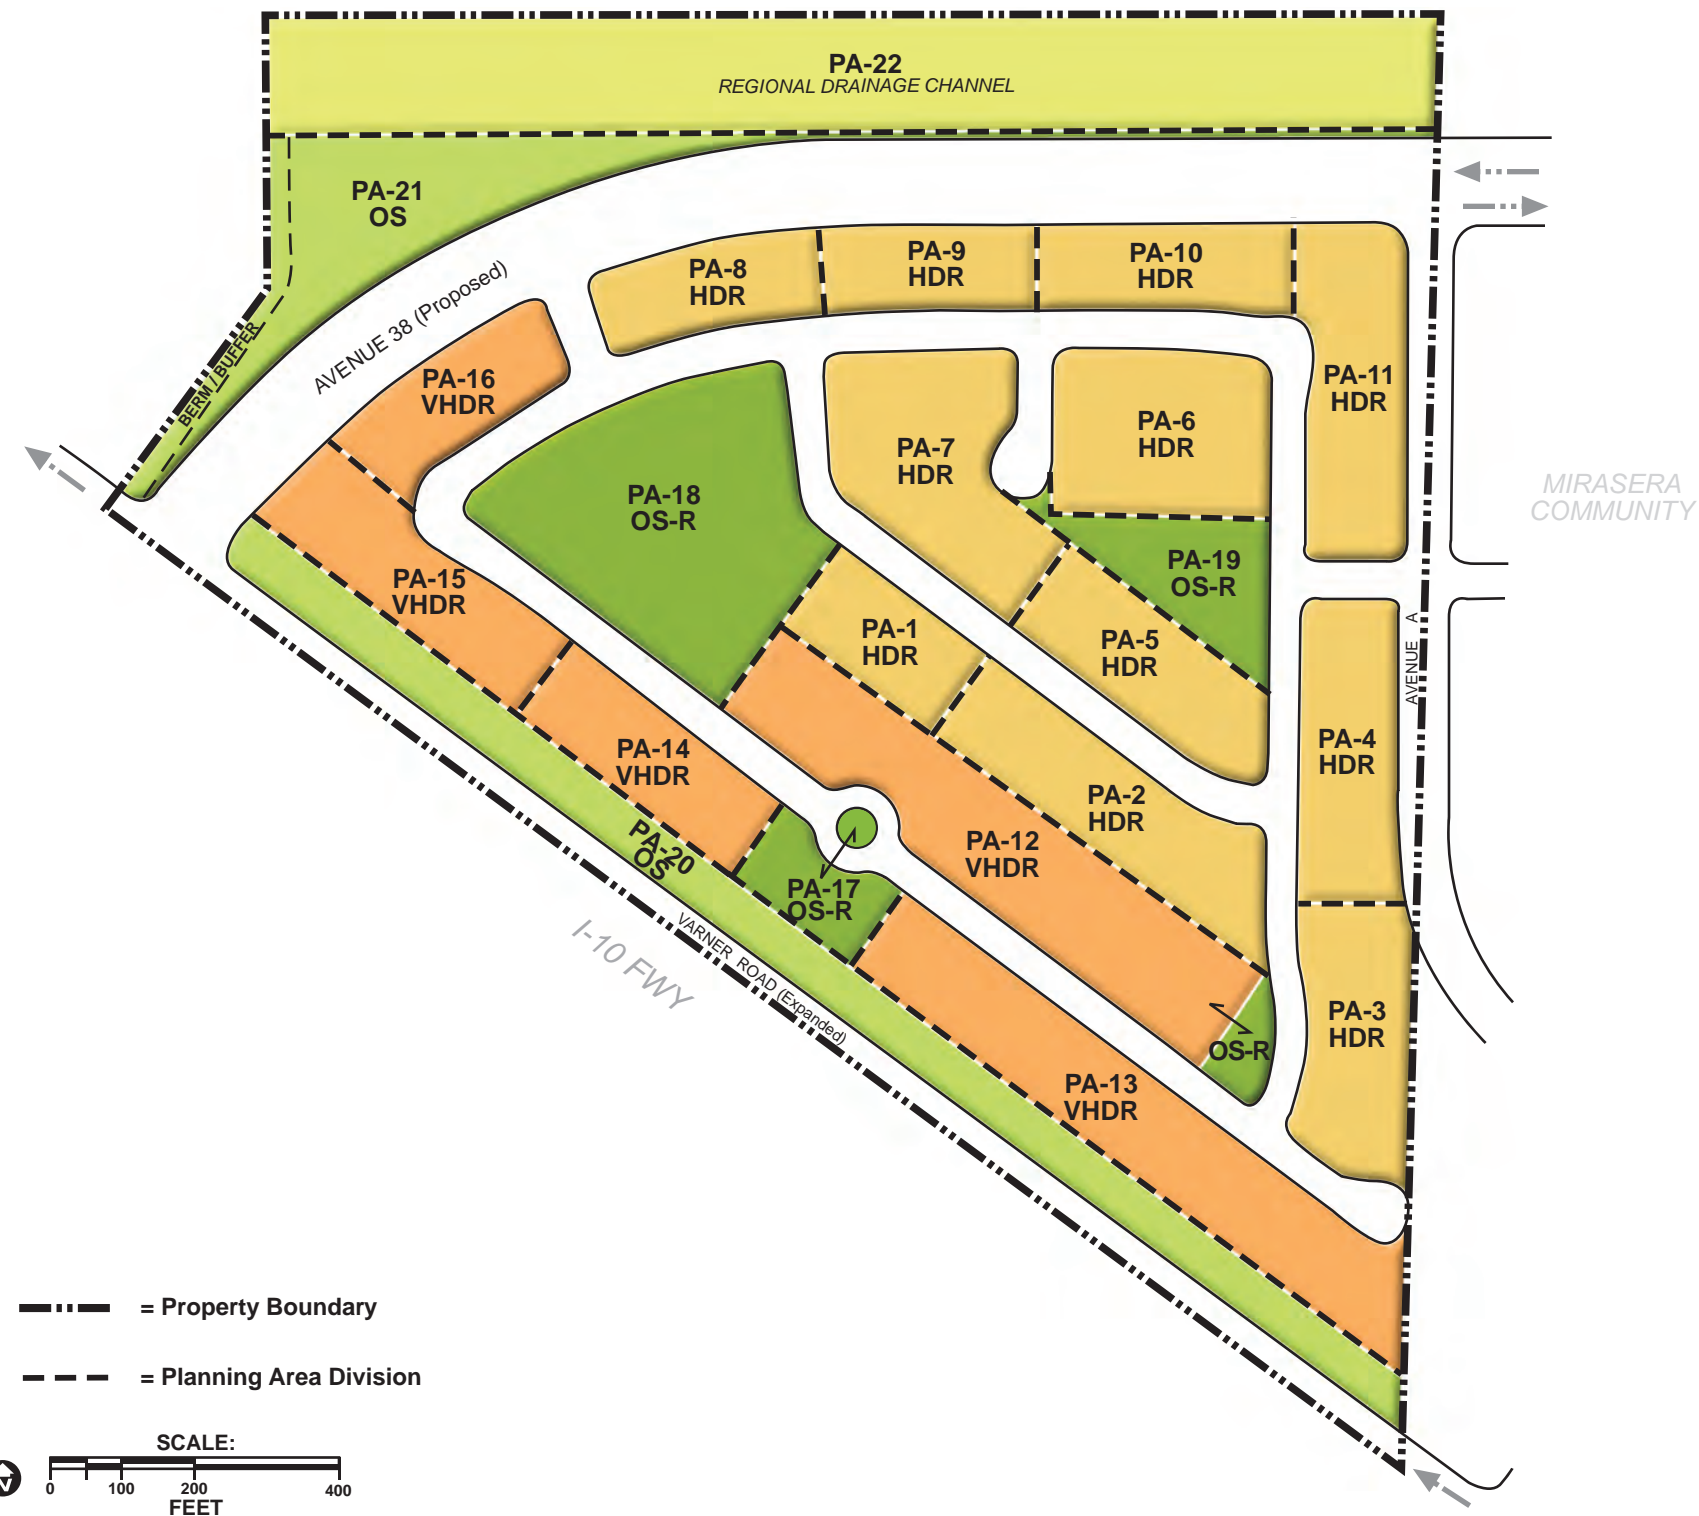 PA-22
REGIONAL DRAINAGE CHANNEL
PA-21
OS
AVENUE 38 (Proposed)
BERM / BUFFER
PA-8
HDR
PA-9
HDR
PA-10
HDR
PA-11
HDR
PA-16
VHDR
PA-7
HDR
PA-6
HDR
PA-18
OS-R
MIRASERA
COMMUNITY
PA-19
OS-R
PA-15
VHDR
PA-1
HDR
PA-5
HDR
AVENUE A
PA-14
VHDR
PA-4
HDR
PA-2
HDR
PA-12
VHDR
PA-20
OS
PA-17
OS-R
VARNER ROAD (Expanded)
I-10 FWY
PA-3
HDR
OS-R
PA-13
VHDR
= Property Boundary
= Planning Area Division
SCALE:
0 100 200 400
FEET